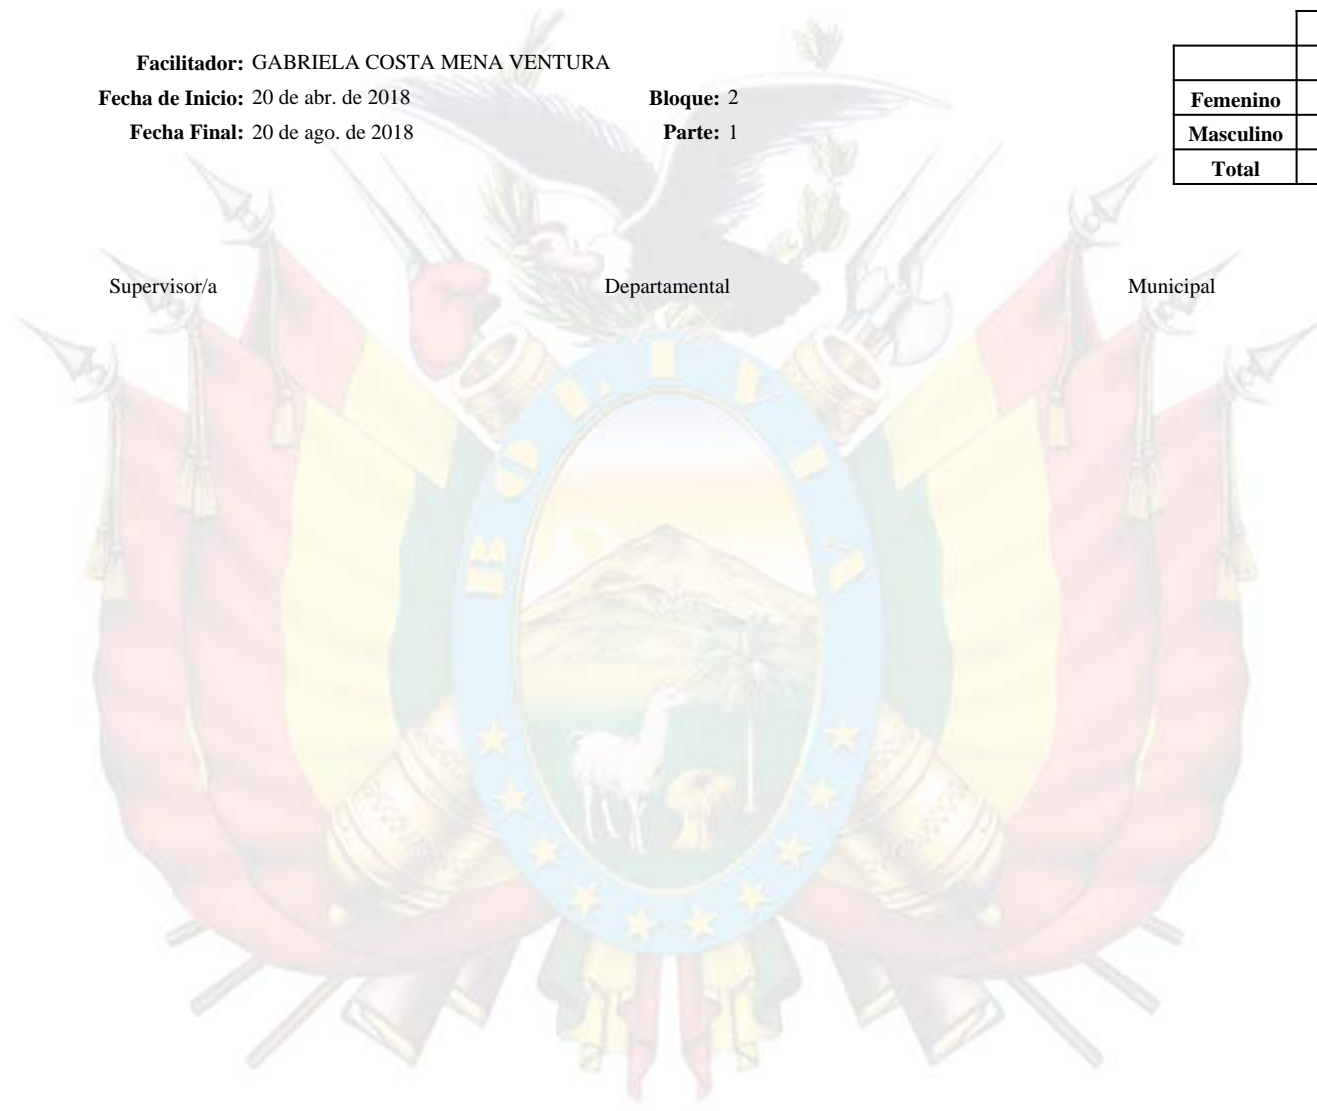 Facilitador: GABRIELA COSTA MENA VENTURA
Fecha de Inicio: 20 de abr. de 2018 Bloque: 2
Fecha Final: 20 de ago. de 2018 Parte: 1
Femenino
Masculino
Total
Supervisor/a Departamental Municipal
BOLIVIA